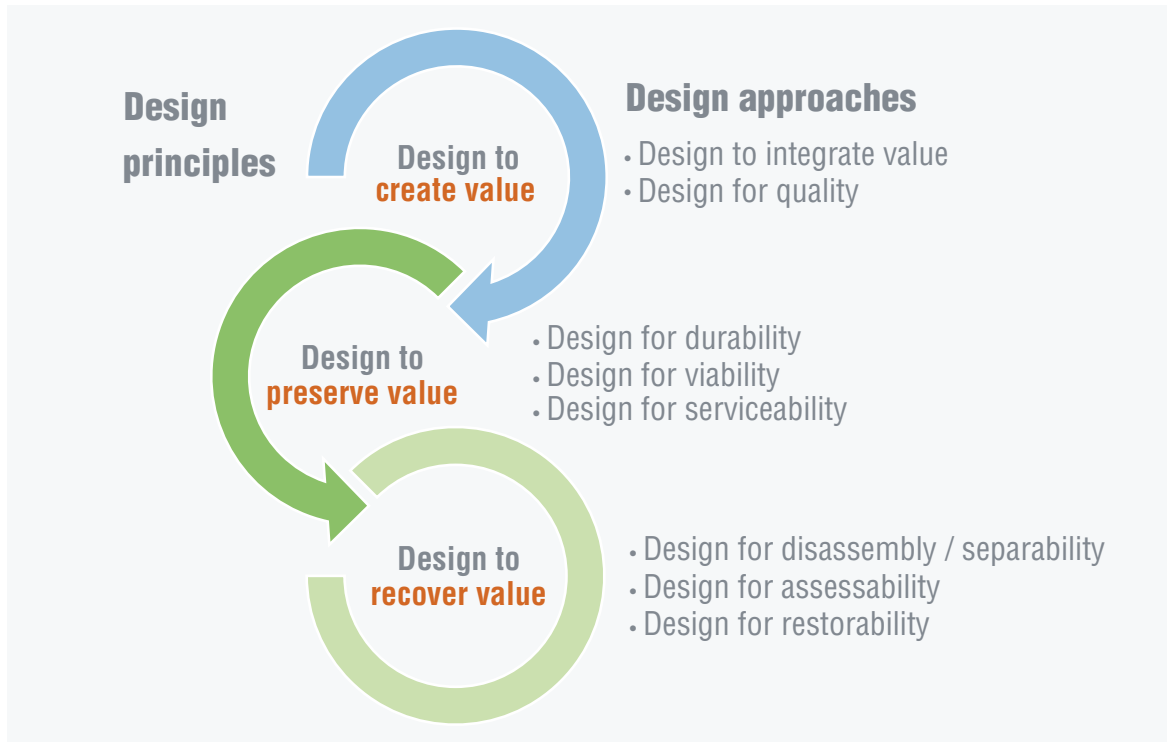 Design
principles
Design to
create value
Design approaches
• Design to integrate value
• Design for quality
Design to
preserve value
• Design for durability
• Design for viability
• Design for serviceability
Design to
recover value
• Design for disassembly / separability
• Design for assessability
• Design for restorability